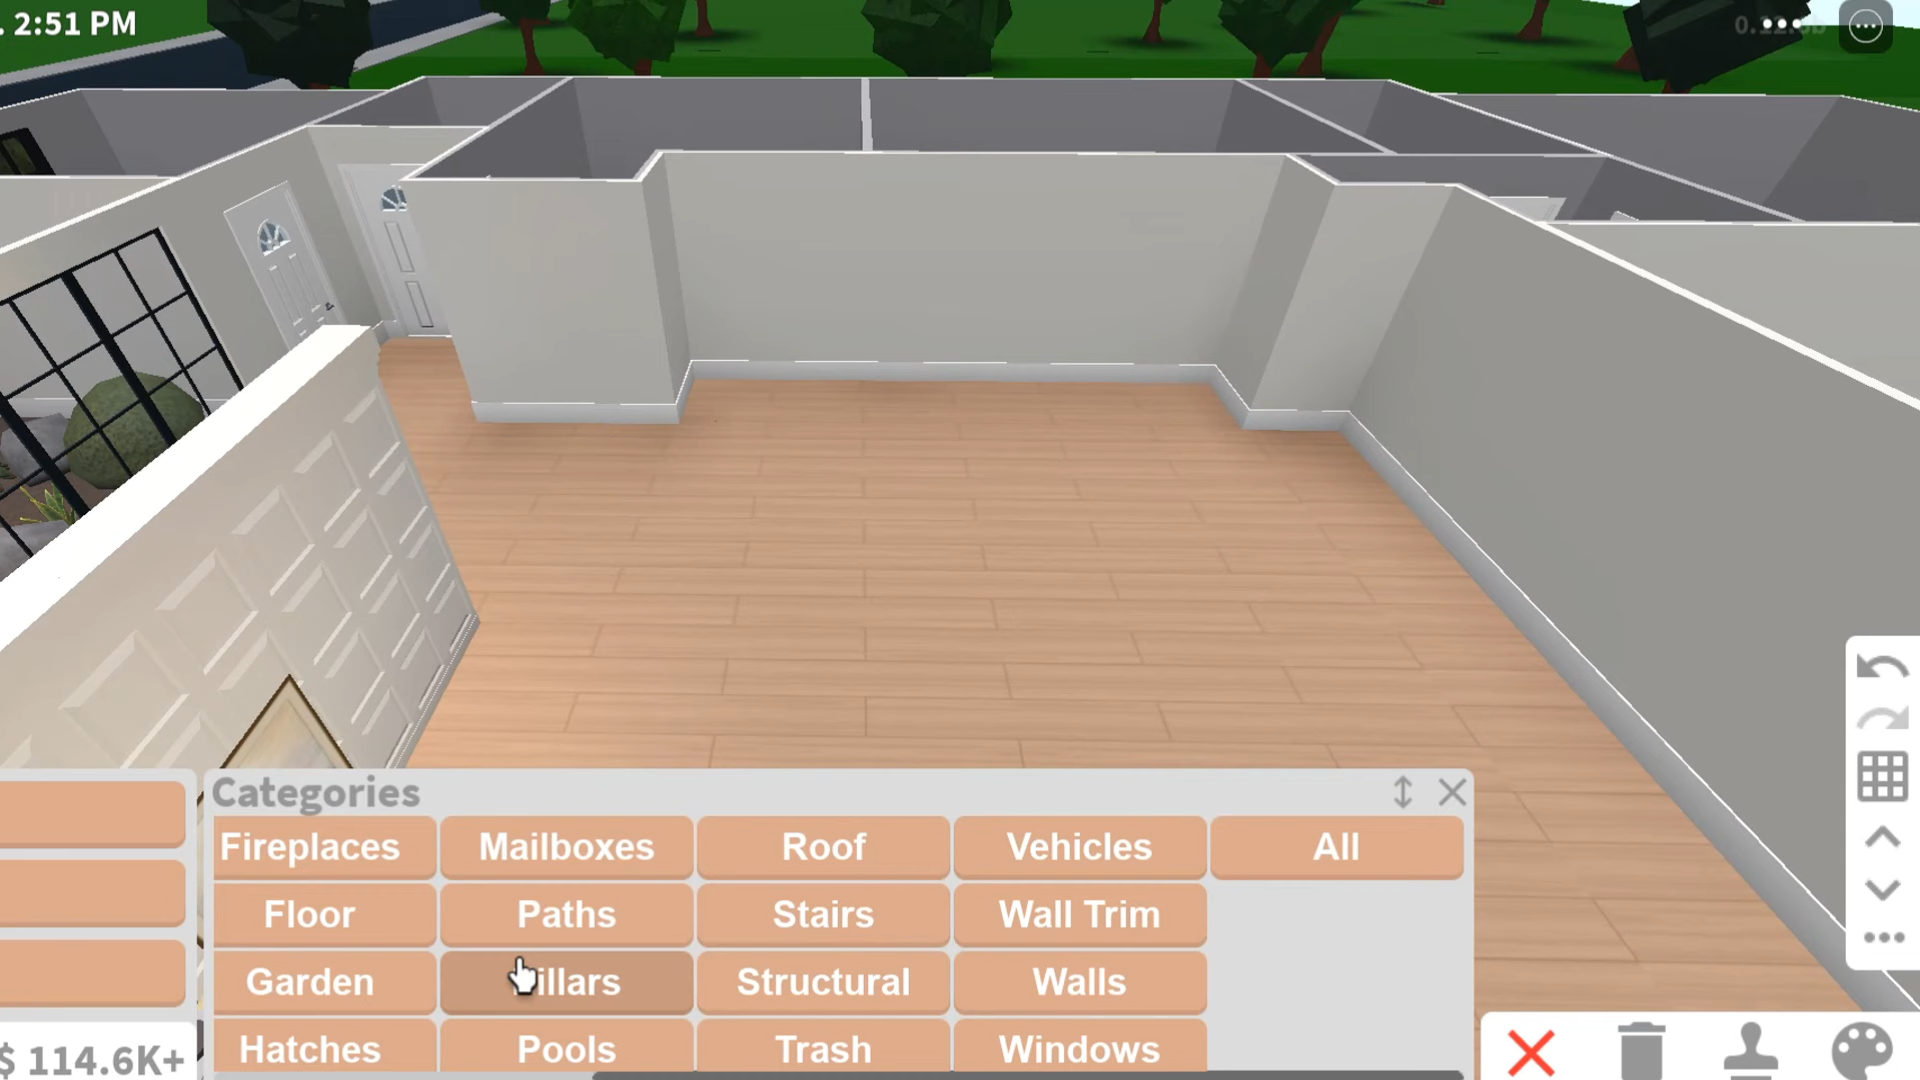 . 2:51 PM
Categories
Fireplaces Mailboxes Roof Vehicles All
Floor Paths Stairs Wall Trim
Garden illars Structural Walls
Hatches Pools Trash Windows
$ 114.6K+